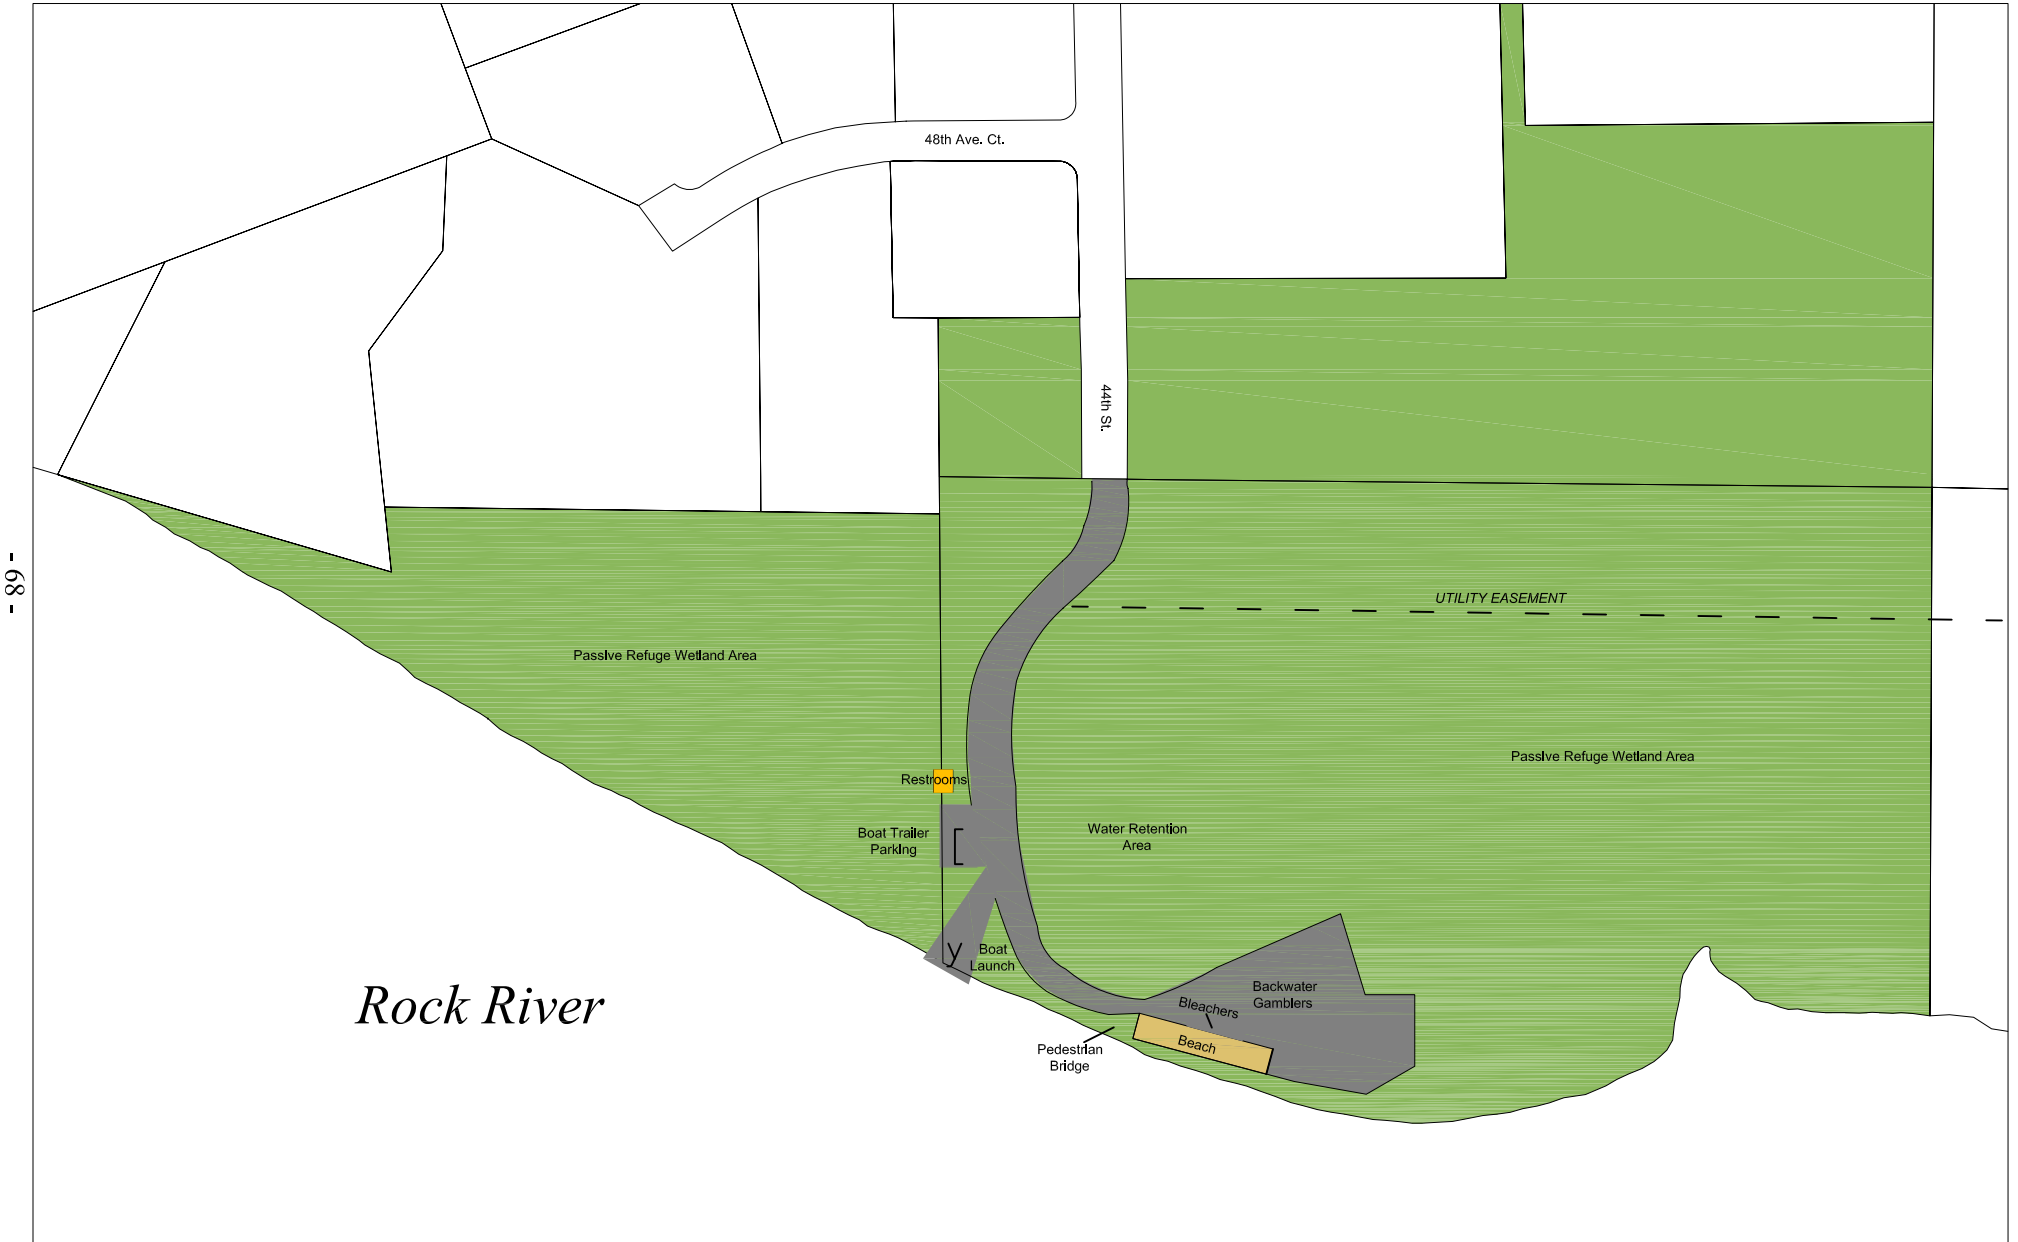 48th Ave. Ct.
44th St.
- 68 -
UTILITY EASEMENT
Passive Refuge Wetland Area
Passive Refuge Wetland Area
Restrooms
Boat Trailer
Parking
Water Retention
Area
Boat
Launch
Rock River
Backwater
Gamblers
Bleachers
Beach
Pedestrian
Bridge